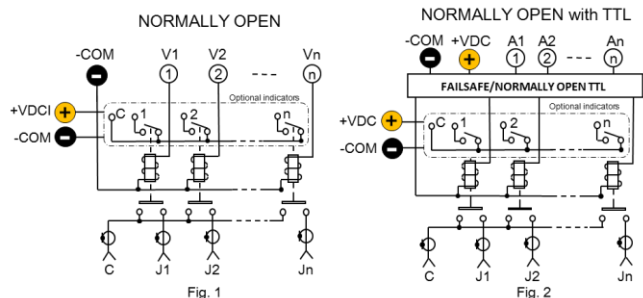 NORMALLY OPEN
-COM V1 V2 Vn
1 2 n
+VDCI
-COM
Optional indicators
C 1 2 n
C J1 J2 Jn
Fig. 1
NORMALLY OPEN with TTL
-COM +VDC A1 A2 An
1 2 n
FAILSAFE/NORMALLY OPEN TTL
Optional indicators
+VDC
-COM
C 1 2 n
C J1 J2 Jn
Fig. 2